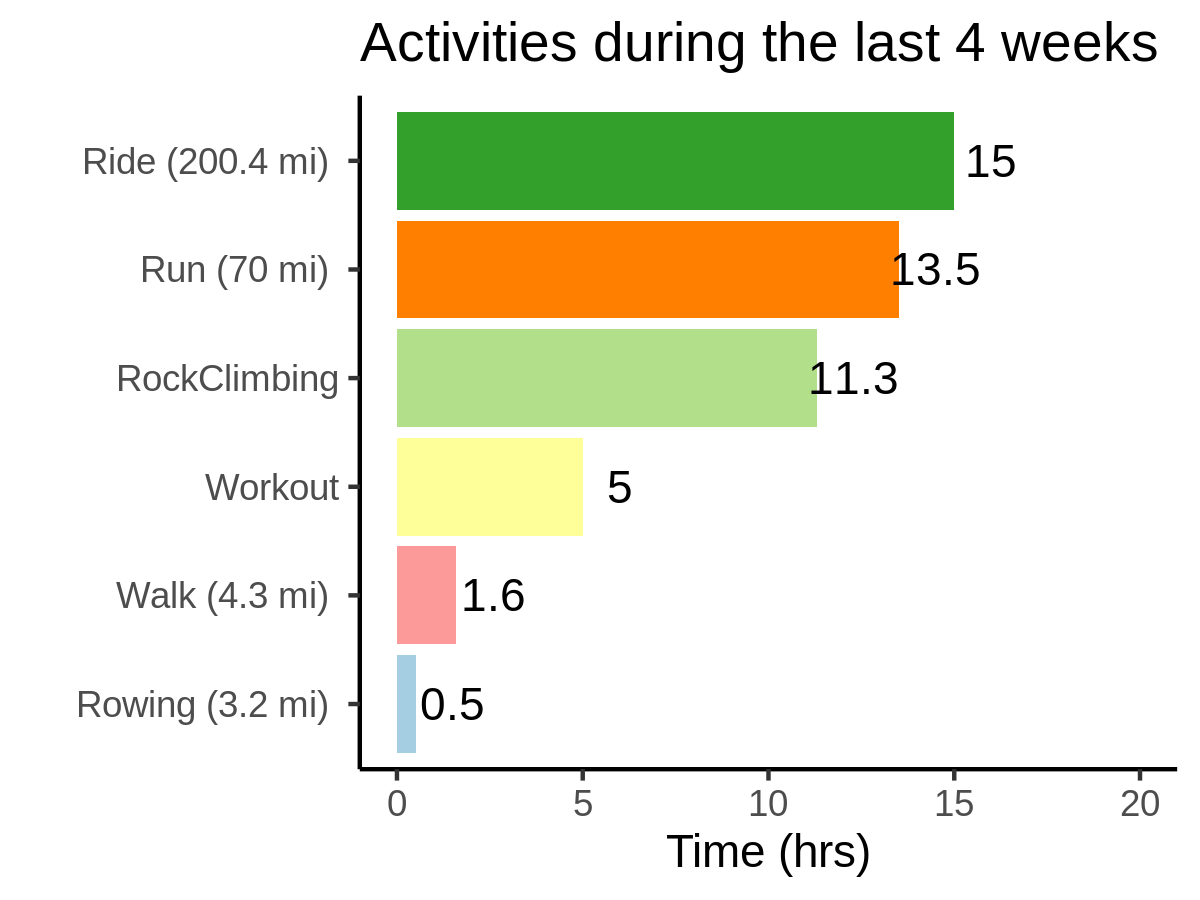 Activities during the last 4 weeks
Ride (200.4 mi) 15
Run (70 mi) 13.5
RockClimbing 11.3
Workout 5
Walk (4.3 mi) 1.6
Rowing (3.2 mi) 0.5
0 5 10 15 20
Time (hrs)